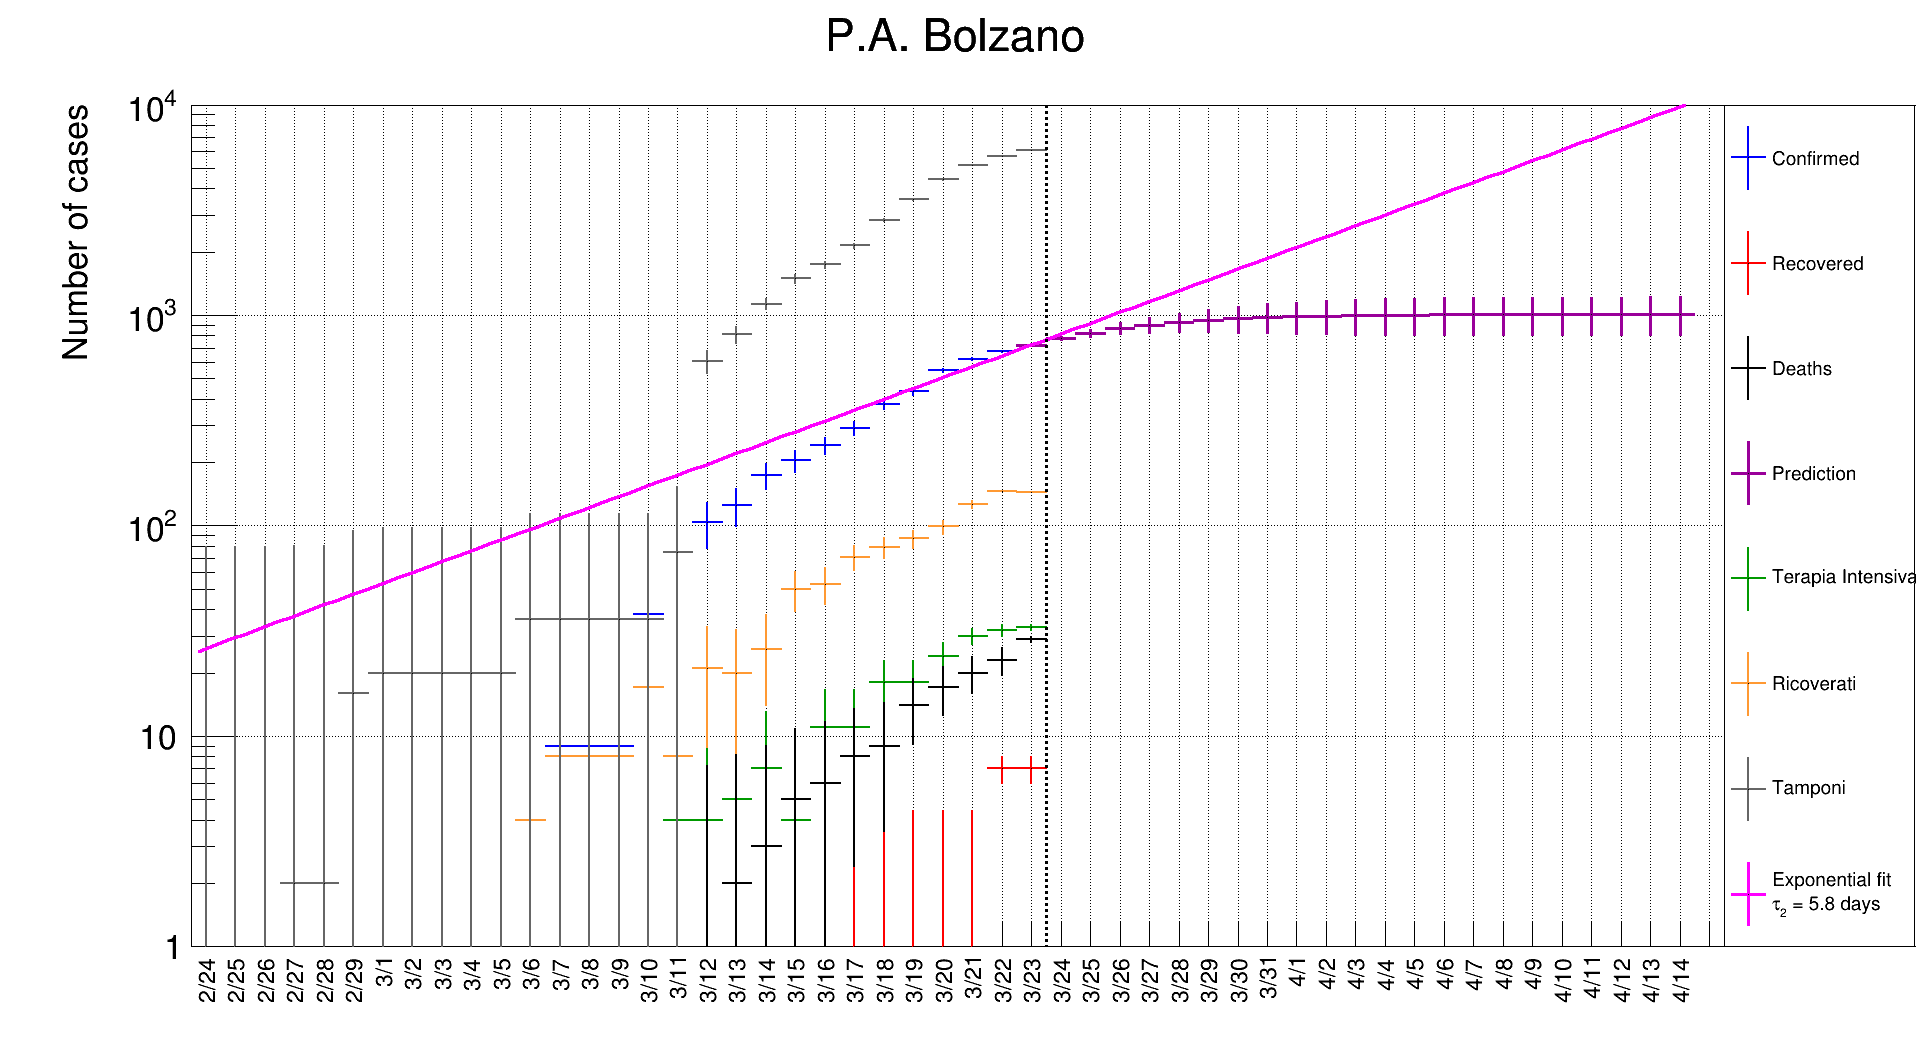 P.A. Bolzano
Number of cases
10^4
10^3
10^2
10
1
2/24 2/25 2/26 2/27 2/28 2/29 3/1 3/2 3/3 3/4 3/5 3/6 3/7 3/8 3/9 3/10 3/11 3/12 3/13 3/14 3/15 3/16 3/17 3/18 3/19 3/20 3/21 3/22 3/23 3/24 3/25 3/26 3/27 3/28 3/29 3/30 3/31 4/1 4/2 4/3 4/4 4/5 4/6 4/7 4/8 4/9 4/10 4/11 4/12 4/13 4/14
Confirmed
Recovered
Deaths
Prediction
Terapia Intensiva
Ricoverati
Tamponi
Exponential fit
τ₂ = 5.8 days